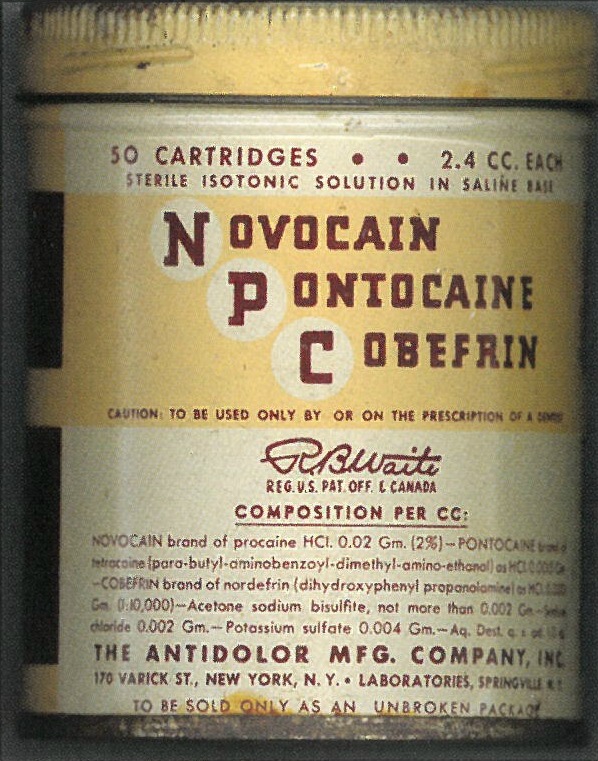 50 CARTRIDGES • • 2.4 CC. EACH
STERILE ISOTONIC SOLUTION IN SALINE BASE
NOVOCAIN
PONTOCAINE
COBEFRIN
CAUTION: TO BE USED ONLY BY OR ON THE PRESCRIPTION OF A
R.B. Waite
REG. U.S. PAT. OFF. & CANADA
COMPOSITION PER CC:
NOVOCAIN brand of procaine HCl. 0.02 Gm. (2%)—PONTOCAINE
tetracaine (para-butyl-aminobenzoyl-dimethyl-amino-ethanol) as HCl.
—COBEFRIN brand of nordefrin (dihydroxyphenyl propanolamine) as HCl.
Gm. (1:10,000)—Acetone sodium bisulfite, not more than 0.002 Gm.—
chloride 0.002 Gm.—Potassium sulfate 0.004 Gm.—Aq. Dest.
THE ANTIDOLOR MFG. COMPANY, INC.
170 VARICK ST., NEW YORK, N. Y. • LABORATORIES, SPRINGVILLE
TO BE SOLD ONLY AS AN UNBROKEN PACKAGE